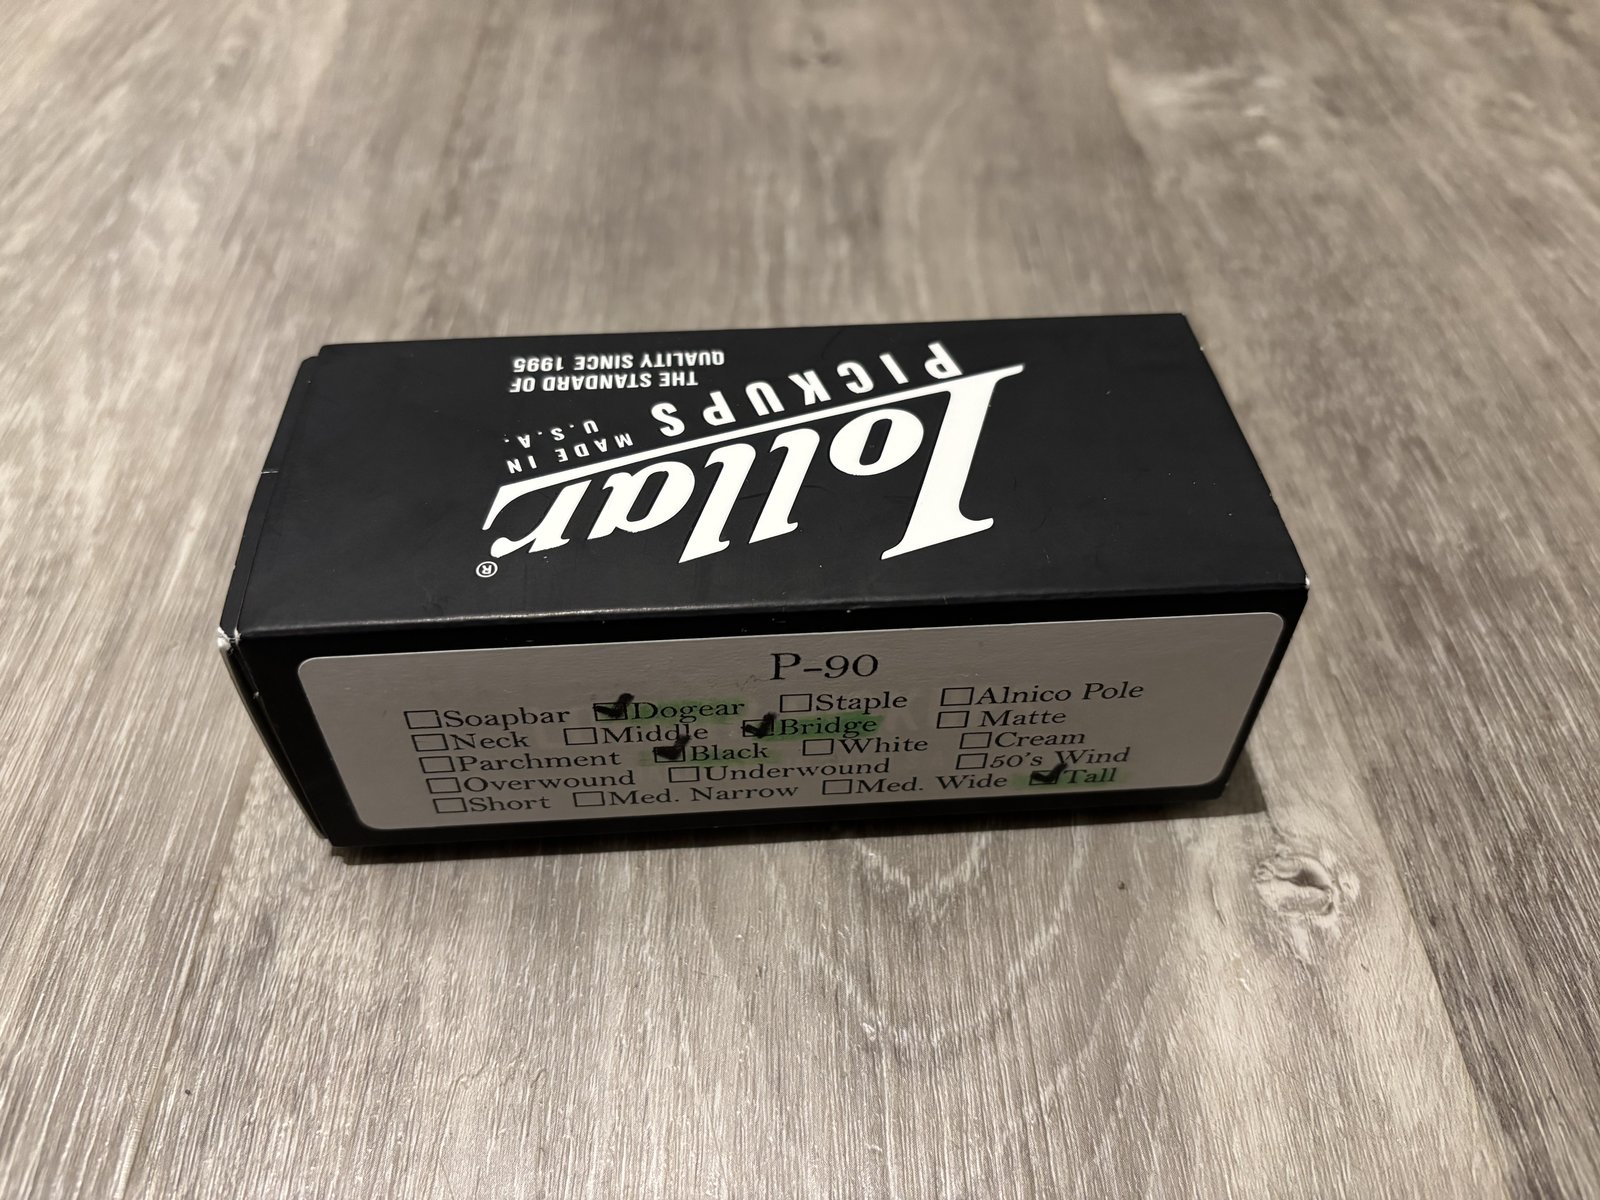 Lollar®
PICKUPS
MADE IN
U.S.A.
THE STANDARD OF
QUALITY SINCE 1995
P-90
☐Soapbar ☑Dogear ☐Staple ☐Alnico Pole
☐Neck ☐Middle ☑Bridge ☐ Matte
☐Parchment ☑Black ☐White ☐Cream
☐Overwound ☐Underwound ☐50's Wind
☐Short ☐Med. Narrow ☐Med. Wide ☑Tall